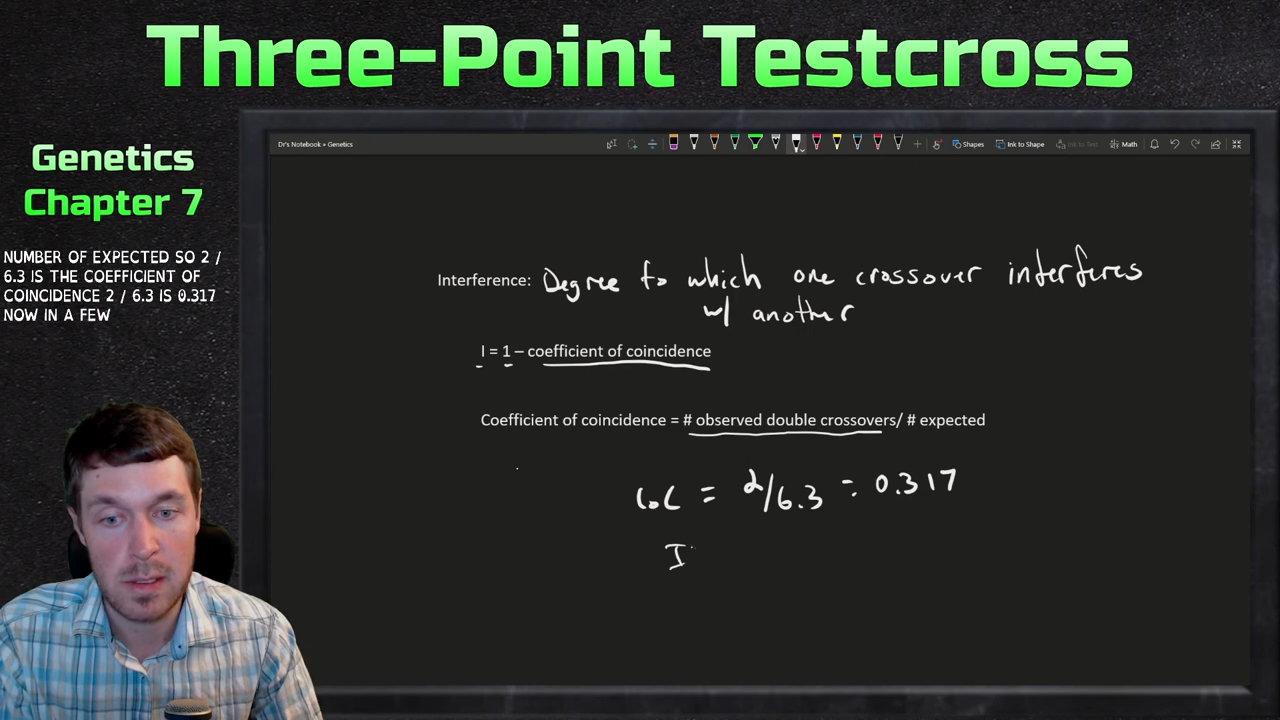 Three-Point Testcross
Genetics
Chapter 7
NUMBER OF EXPECTED SO 2 /
6.3 IS THE COEFFICIENT OF
COINCIDENCE 2 / 6.3 IS 0.317
NOW IN A FEW
Dr's Notebook » Genetics
Shapes
Ink to Shape
Ink to Text
Math
Interference: Degree to which one crossover interferes
w/ another
I = 1 – coefficient of coincidence
Coefficient of coincidence = # observed double crossovers/ # expected
CoC = 2/6.3 = 0.317
I